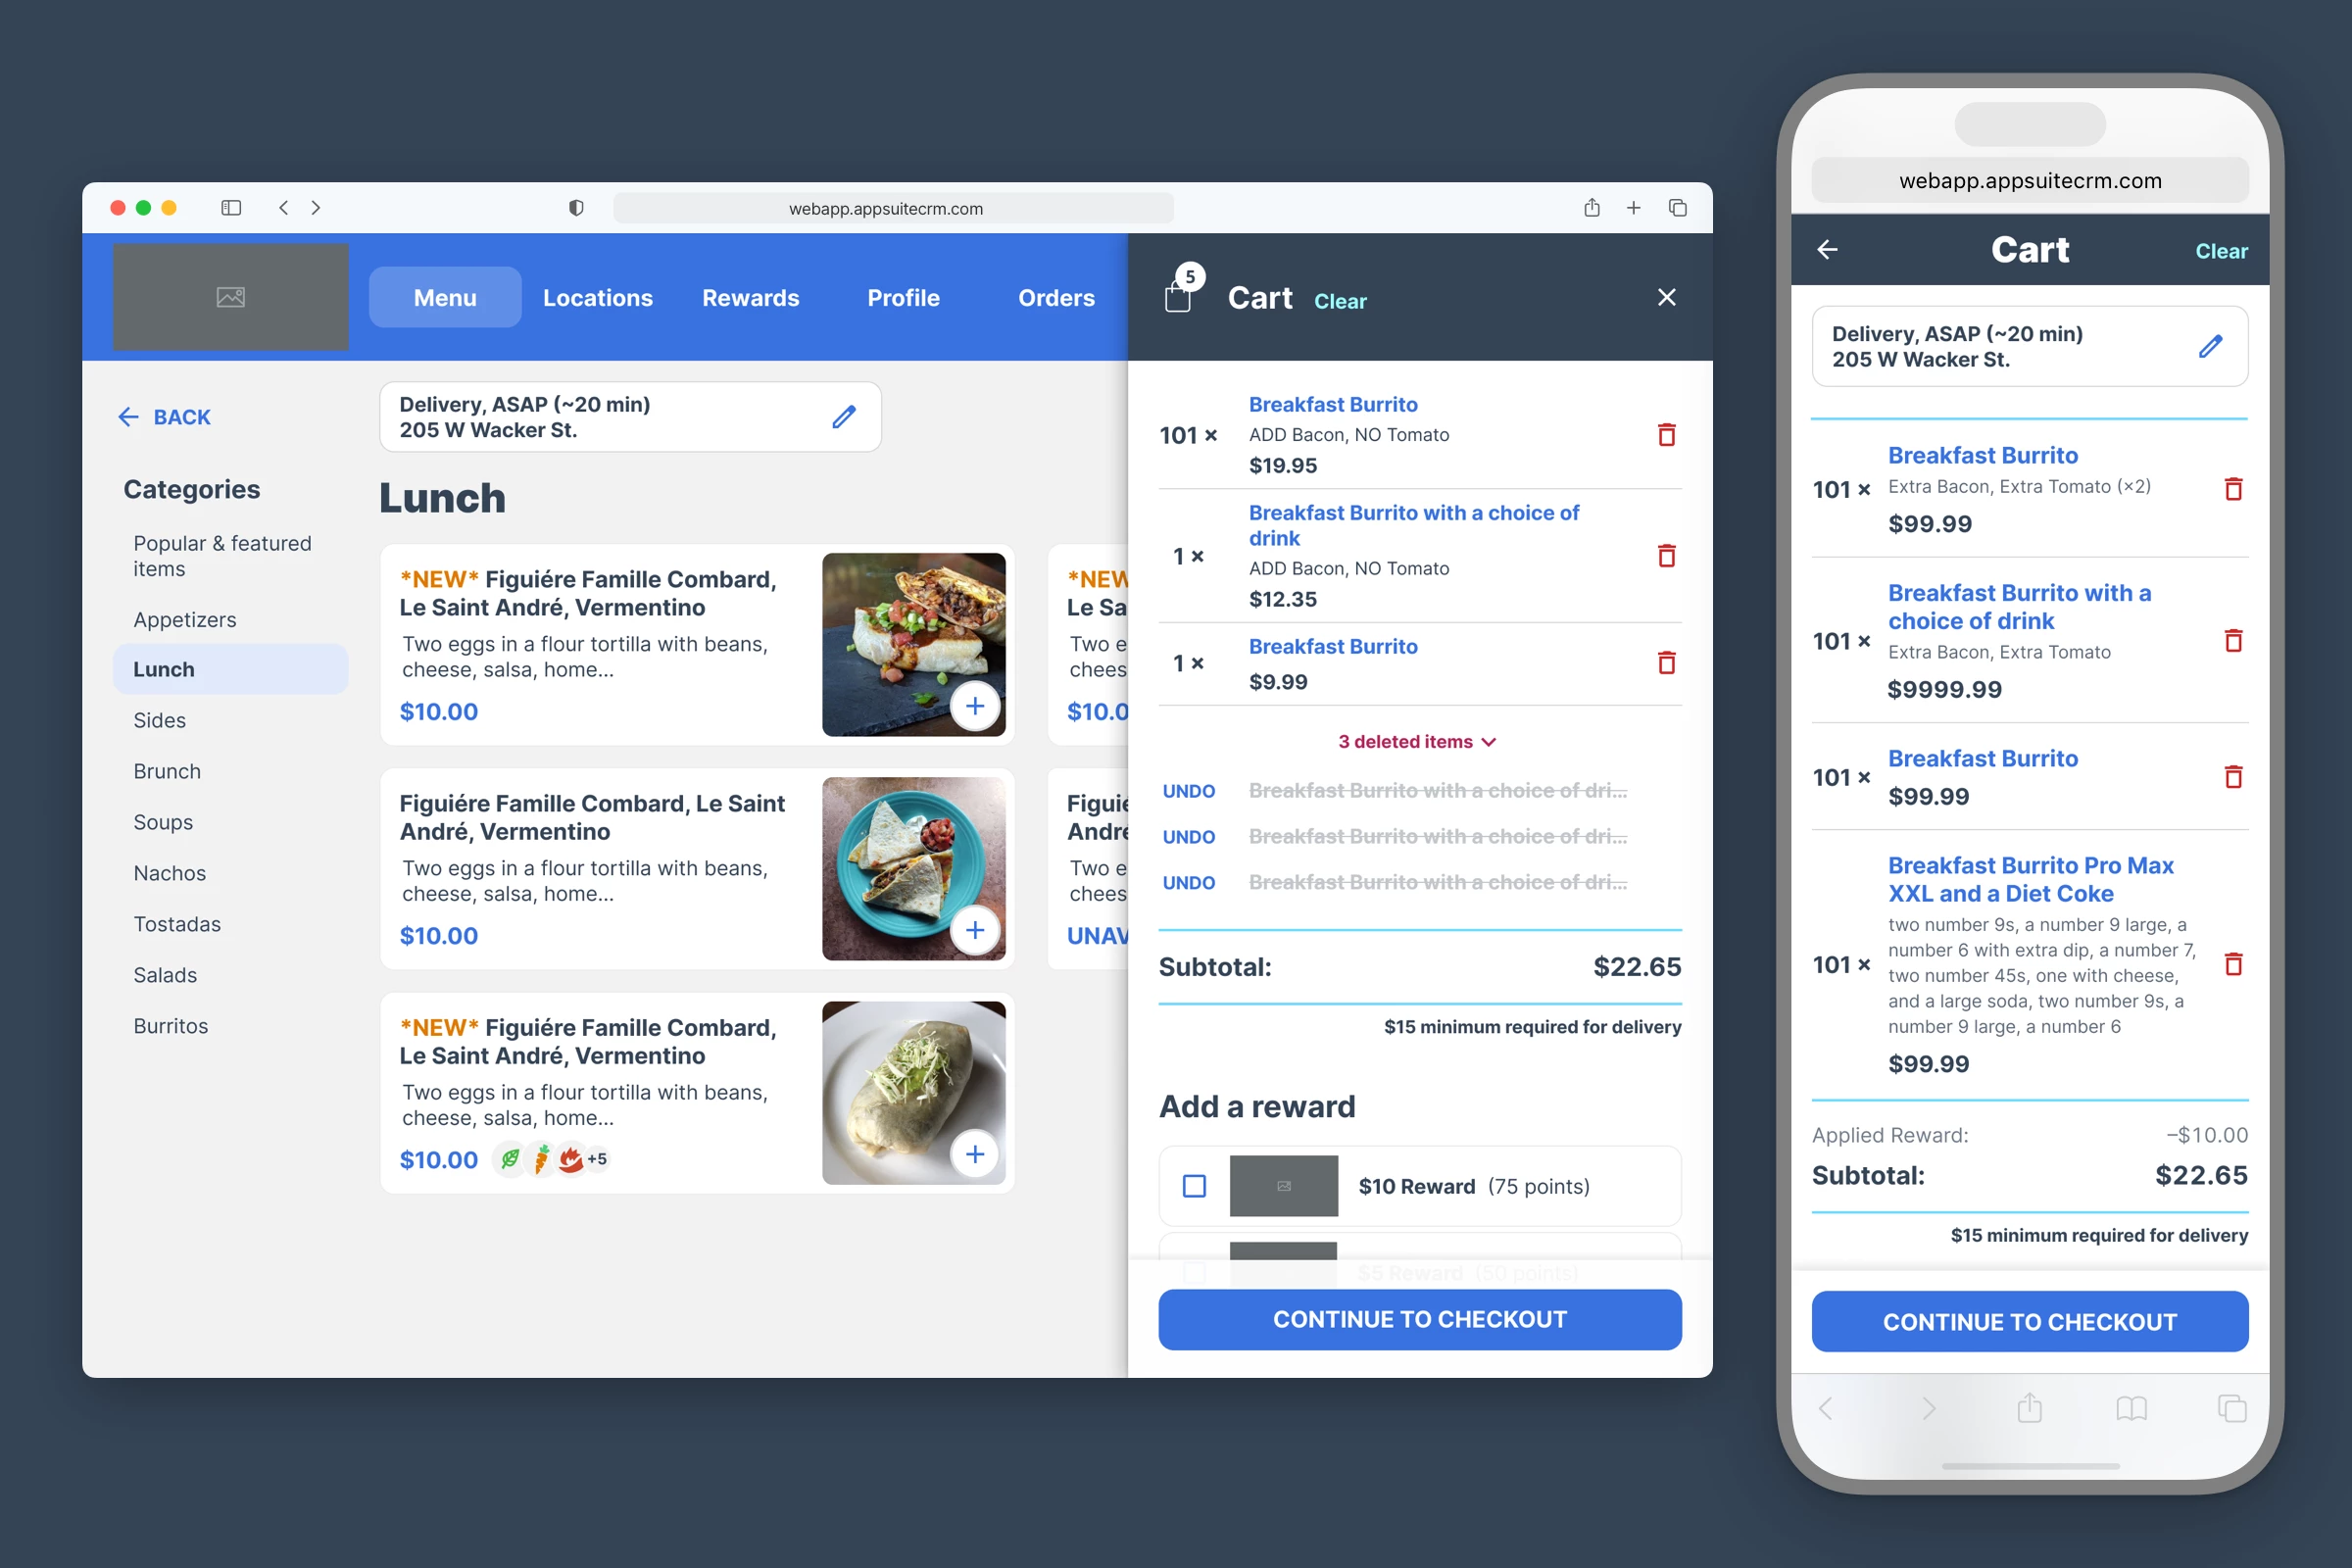 webapp.appsuitecrm.com
Menu
Locations
Rewards
Profile
Orders
BACK
Categories
Popular & featured
items
Appetizers
Lunch
Sides
Brunch
Soups
Nachos
Tostadas
Salads
Burritos
Delivery, ASAP (~20 min)
205 W Wacker St.
Lunch
*NEW* Figuiére Famille Combard,
Le Saint André, Vermentino
Two eggs in a flour tortilla with beans,
cheese, salsa, home...
$10.00
Figuiére Famille Combard, Le Saint
André, Vermentino
Two eggs in a flour tortilla with beans,
cheese, salsa, home...
$10.00
*NEW* Figuiére Famille Combard,
Le Saint André, Vermentino
Two eggs in a flour tortilla with beans,
cheese, salsa, home...
$10.00
+5
*NEW
Le Sa
Two e
chees
$10.0
Figuié
André
Two e
chees
UNAV
5
Cart
Clear
101 ×
Breakfast Burrito
ADD Bacon, NO Tomato
$19.95
1 ×
Breakfast Burrito with a choice of
drink
ADD Bacon, NO Tomato
$12.35
1 ×
Breakfast Burrito
$9.99
3 deleted items
UNDO
Breakfast Burrito with a choice of dri...
UNDO
Breakfast Burrito with a choice of dri...
UNDO
Breakfast Burrito with a choice of dri...
Subtotal:
$22.65
$15 minimum required for delivery
Add a reward
$10 Reward (75 points)
$5 Reward (50 points)
CONTINUE TO CHECKOUT
webapp.appsuitecrm.com
Cart
Clear
Delivery, ASAP (~20 min)
205 W Wacker St.
101 ×
Breakfast Burrito
Extra Bacon, Extra Tomato (×2)
$99.99
101 ×
Breakfast Burrito with a
choice of drink
Extra Bacon, Extra Tomato
$9999.99
101 ×
Breakfast Burrito
$99.99
101 ×
Breakfast Burrito Pro Max
XXL and a Diet Coke
two number 9s, a number 9 large, a
number 6 with extra dip, a number 7,
two number 45s, one with cheese,
and a large soda, two number 9s, a
number 9 large, a number 6
$99.99
Applied Reward:
–$10.00
Subtotal:
$22.65
$15 minimum required for delivery
CONTINUE TO CHECKOUT